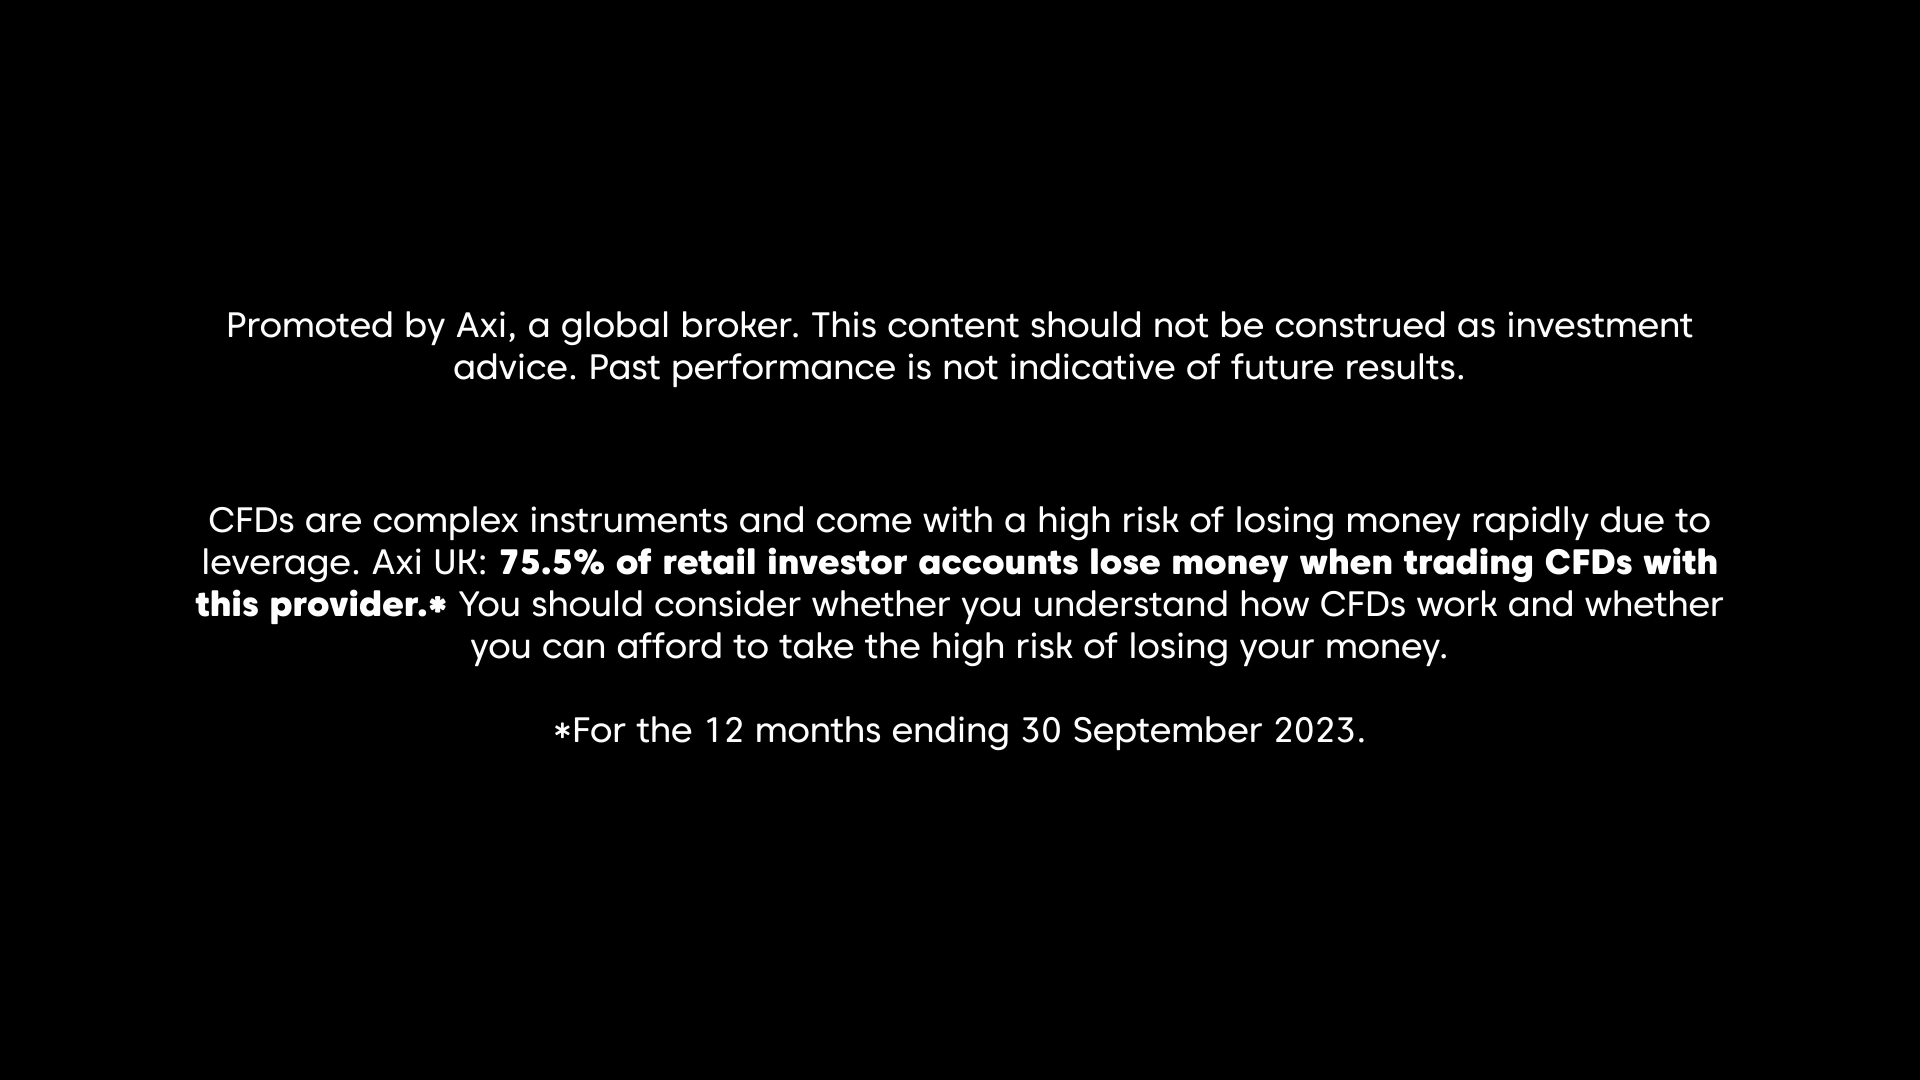 Promoted by Axi, a global broker. This content should not be construed as investment
advice. Past performance is not indicative of future results.
CFDs are complex instruments and come with a high risk of losing money rapidly due to
leverage. Axi UK: 75.5% of retail investor accounts lose money when trading CFDs with
this provider.* You should consider whether you understand how CFDs work and whether
you can afford to take the high risk of losing your money.
*For the 12 months ending 30 September 2023.